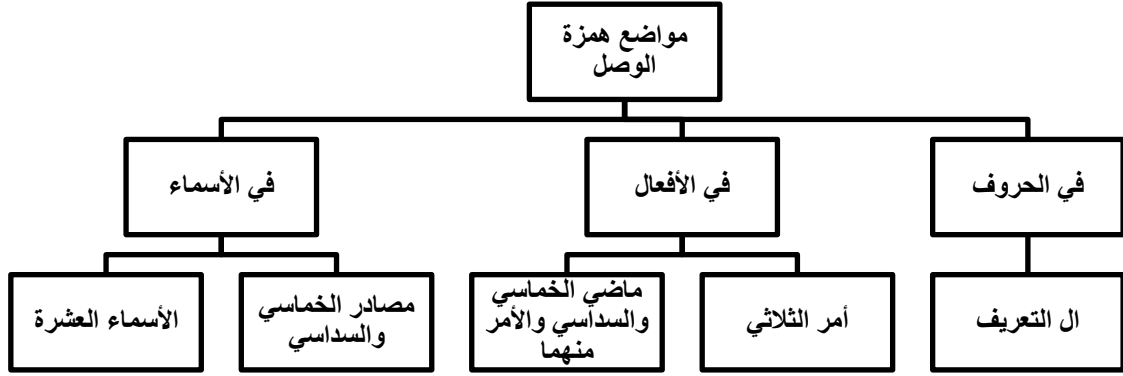 مواضع همزة
الوصل
في الحروف
في الأفعال
في الأسماء
ال التعريف
أمر الثلاثي
ماضي الخماسي
والسداسي والأمر
منهما
مصادر الخماسي
والسداسي
الأسماء العشرة